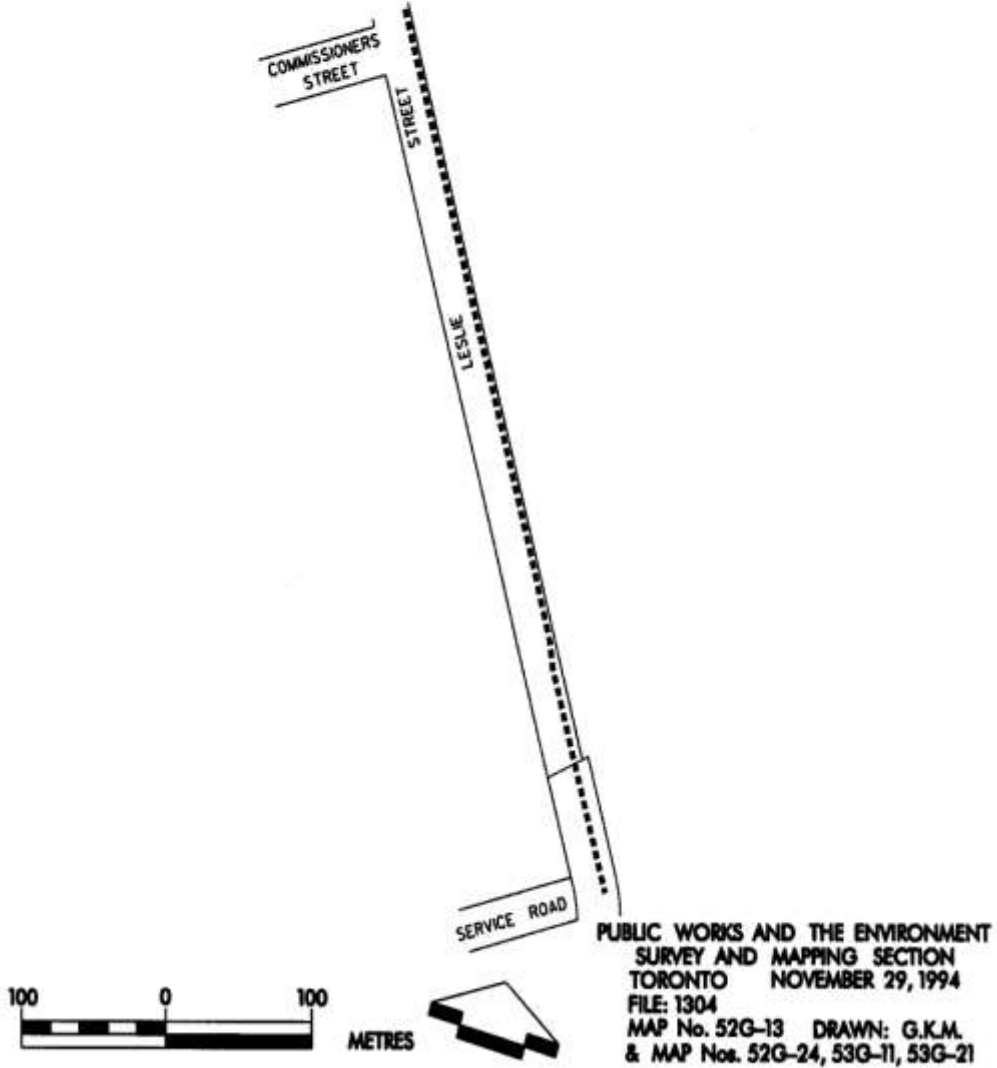 COMMISSIONERS
STREET
STREET
LESLIE
SERVICE ROAD
PUBLIC WORKS AND THE ENVIRONMENT
SURVEY AND MAPPING SECTION
TORONTO NOVEMBER 29, 1994
FILE: 1304
MAP No. 52G-13 DRAWN: G.K.M.
& MAP Nos. 52G-24, 53G-11, 53G-21
100 0 100
METRES